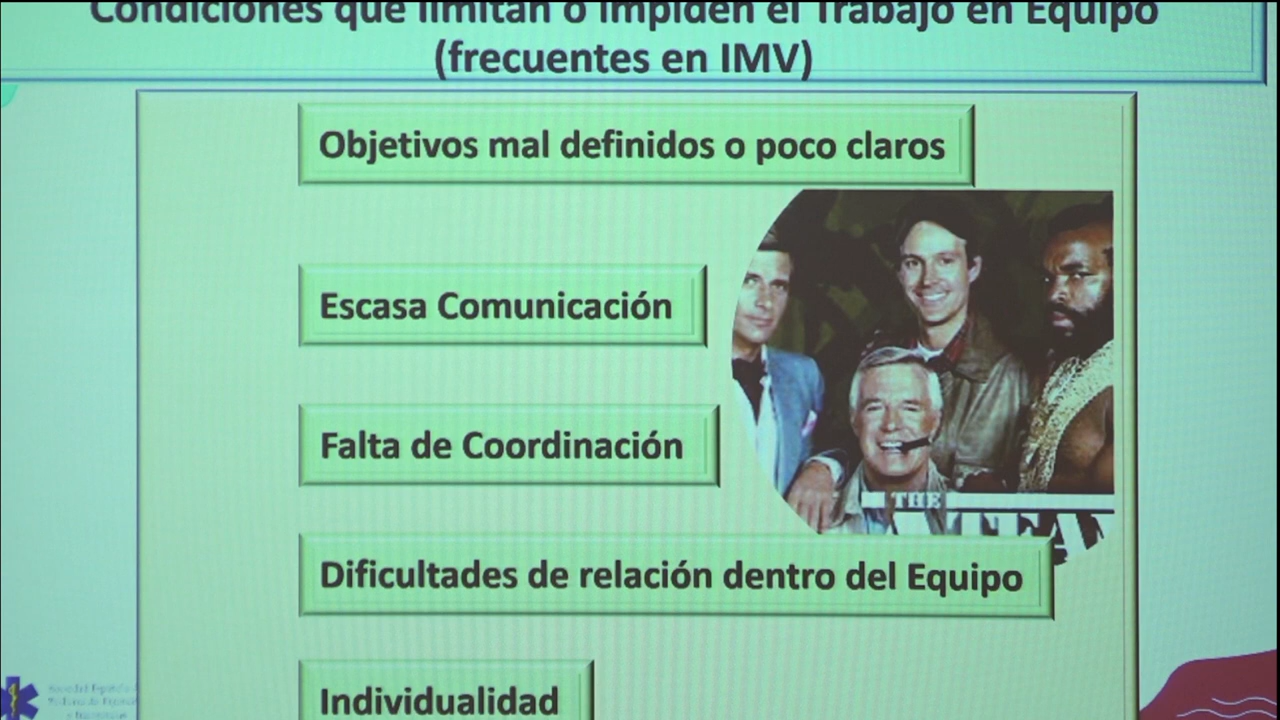 Condiciones que limitan o impiden el Trabajo en Equipo
(frecuentes en IMV)
Objetivos mal definidos o poco claros
Escasa Comunicación
Falta de Coordinación
THE
Dificultades de relación dentro del Equipo
Individualidad